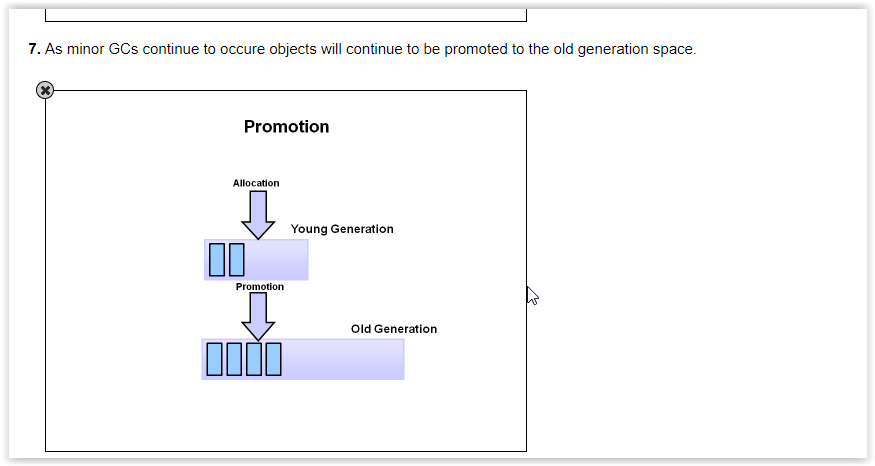 7. As minor GCs continue to occure objects will continue to be promoted to the old generation space.
Promotion
Allocation
Young Generation
Promotion
Old Generation